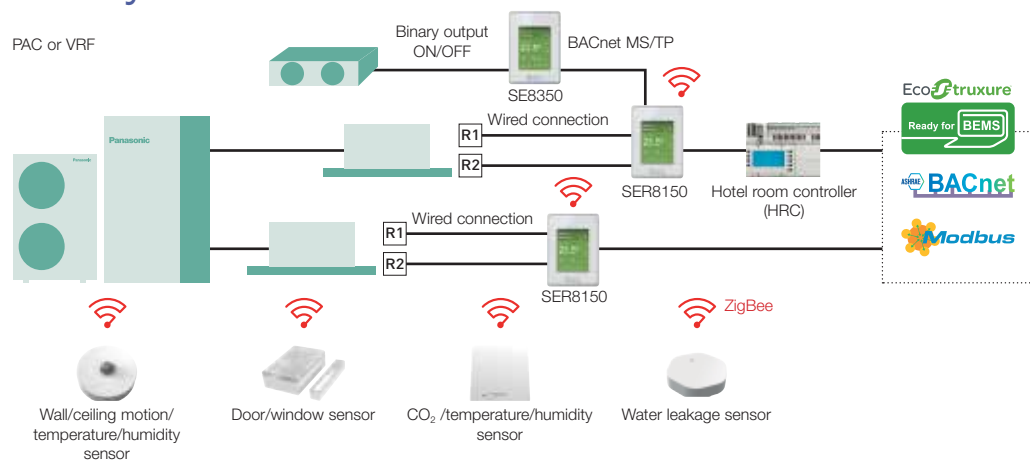 PAC or VRF
Binary output
ON/OFF
BACnet MS/TP
SE8350
EcoStruxure
Ready for BEMS
Panasonic
Panasonic
R1
Wired connection
R2
SER8150
Hotel room controller
(HRC)
ASHRAE BACnet
R1
Wired connection
R2
SER8150
Modbus
ZigBee
Wall/ceiling motion/
temperature/humidity
sensor
Door/window sensor
CO₂ /temperature/humidity
sensor
Water leakage sensor